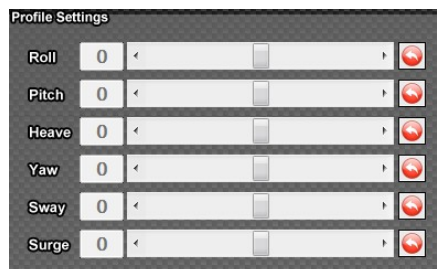 Profile Settings
Roll 0
Pitch 0
Heave 0
Yaw 0
Sway 0
Surge 0